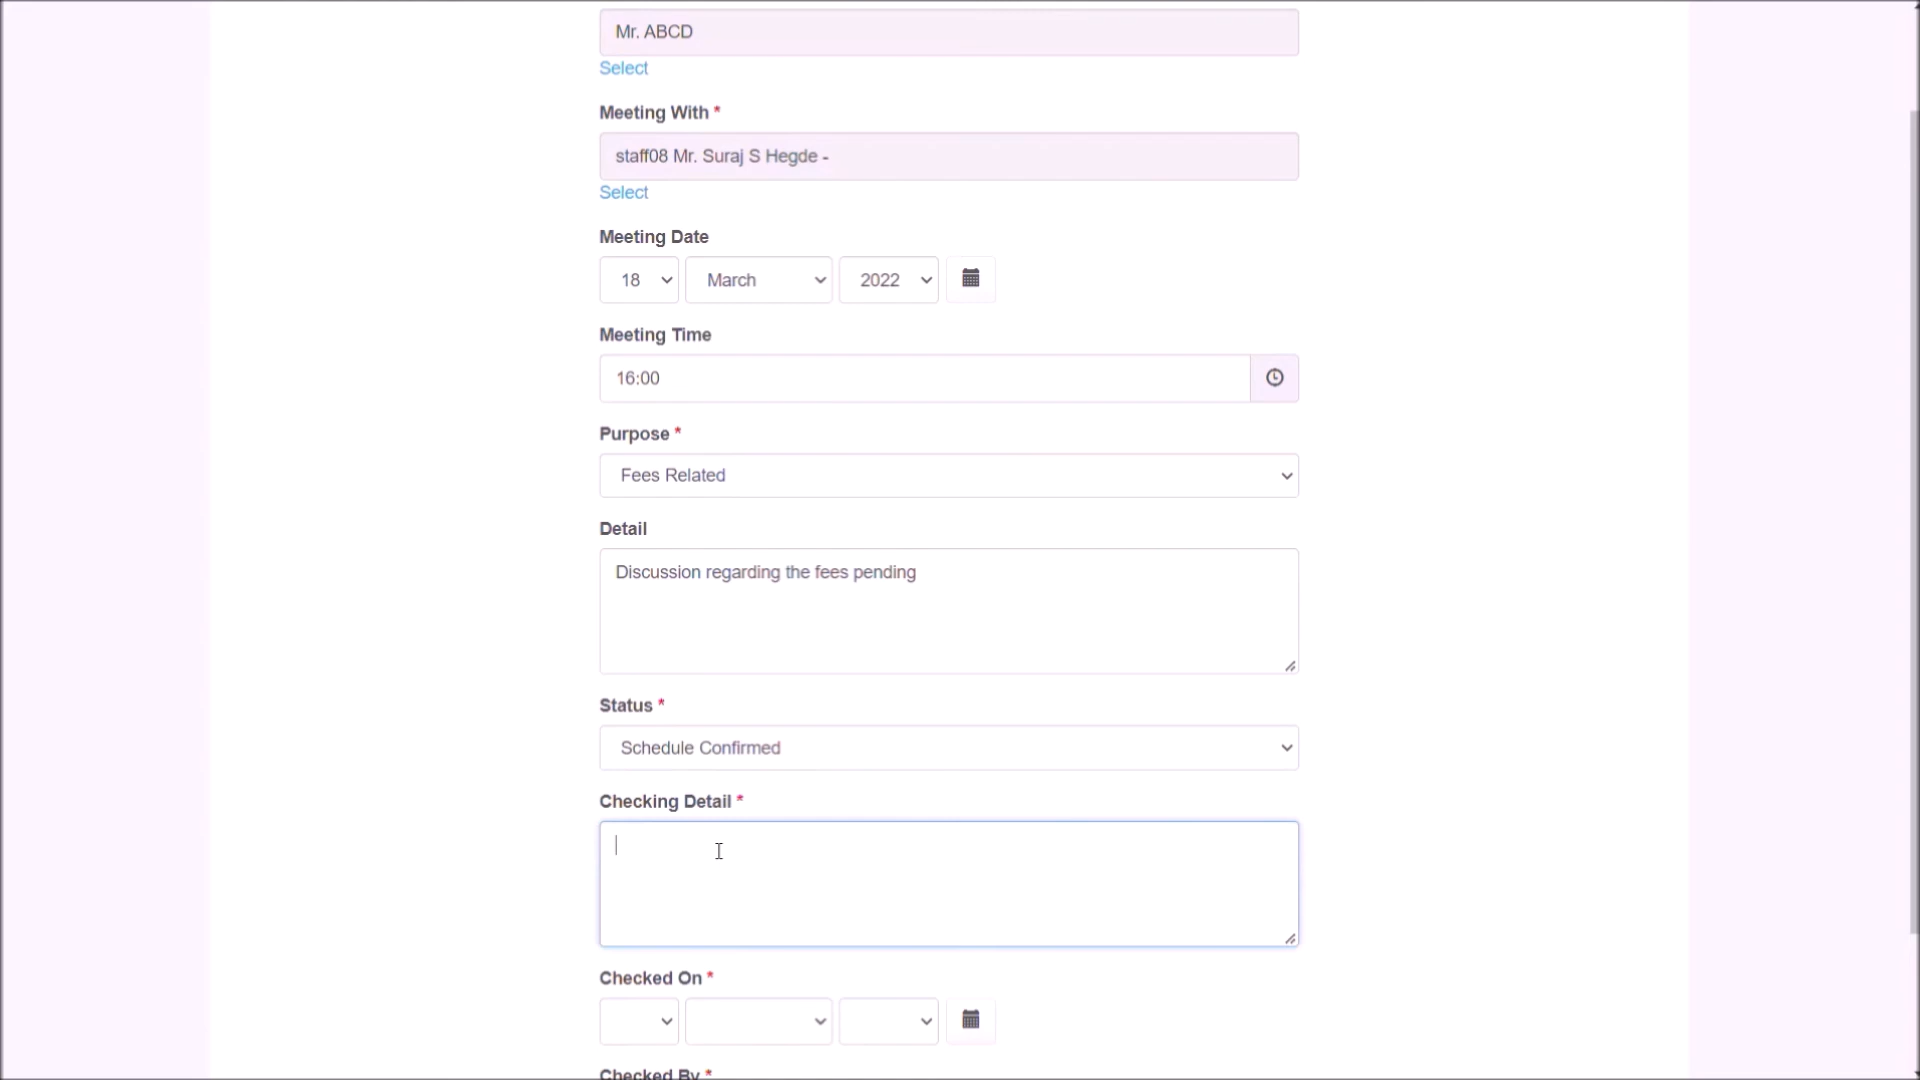 Mr. ABCD
Select
Meeting With *
staff08 Mr. Suraj S Hegde -
Select
Meeting Date
18 March 2022
Meeting Time
16:00
Purpose *
Fees Related
Detail
Discussion regarding the fees pending
Status *
Schedule Confirmed
Checking Detail *
Checked On *
Checked By *